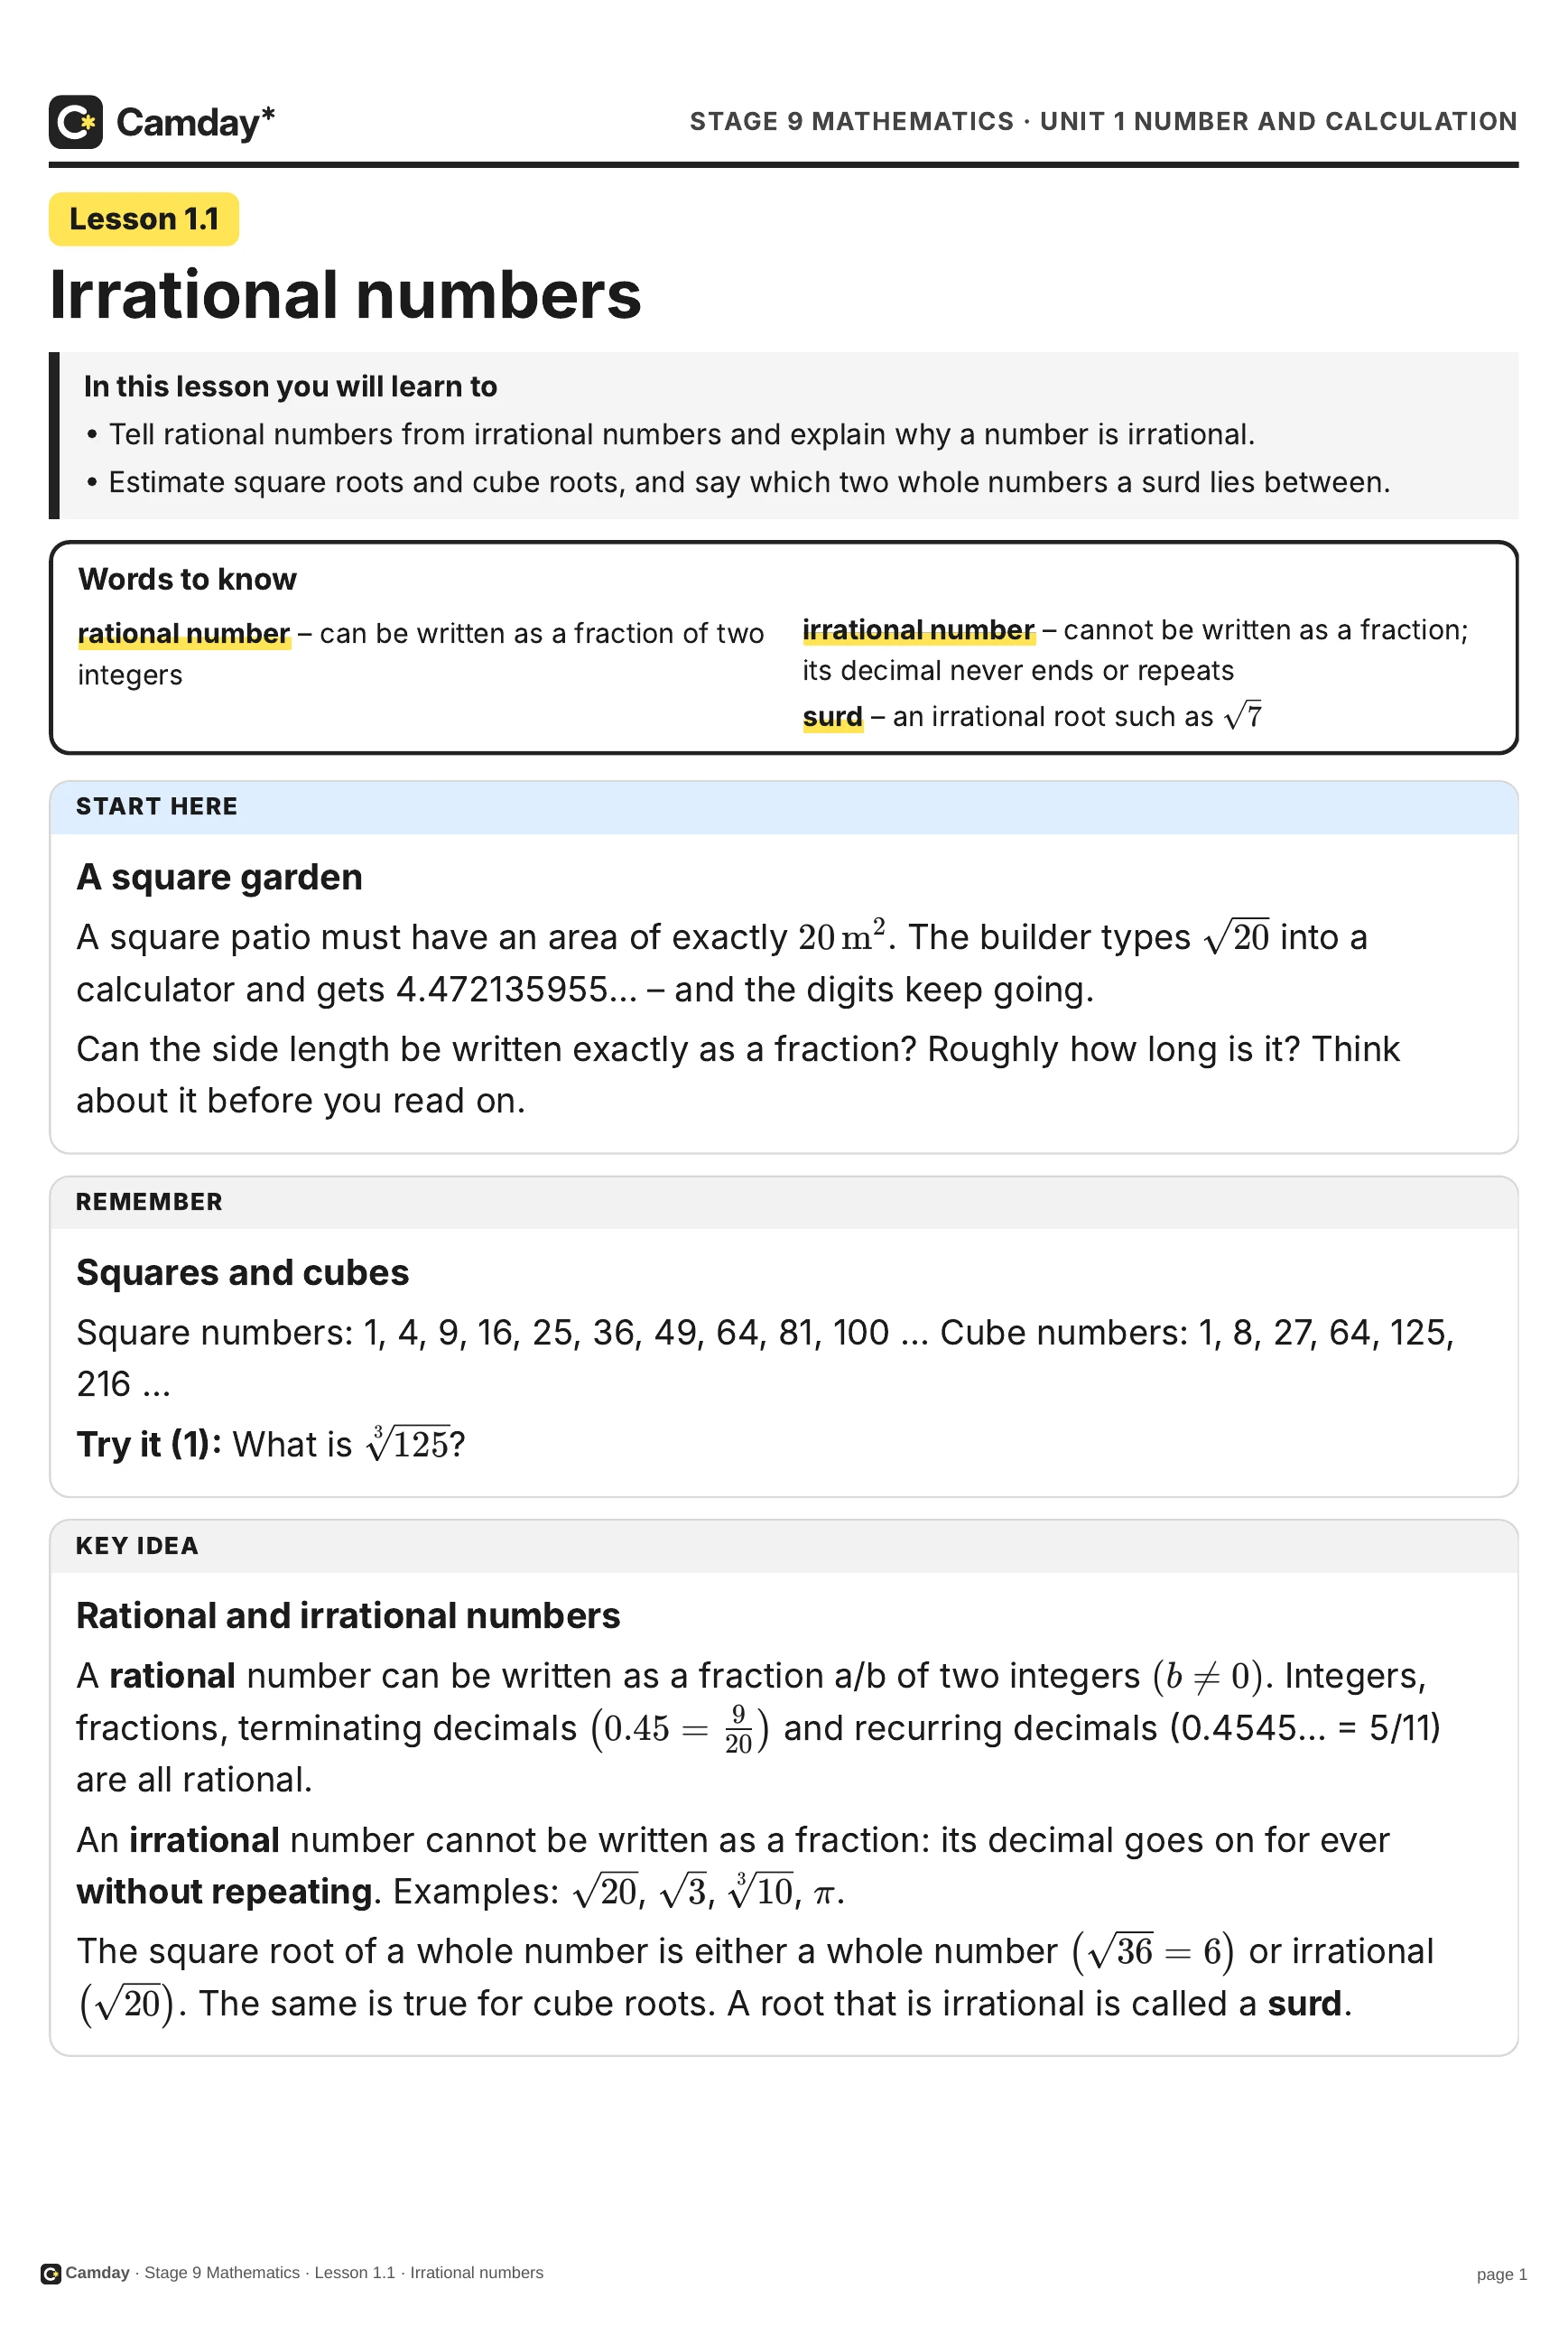 Camday*
STAGE 9 MATHEMATICS · UNIT 1 NUMBER AND CALCULATION
Lesson 1.1
Irrational numbers
In this lesson you will learn to
• Tell rational numbers from irrational numbers and explain why a number is irrational.
• Estimate square roots and cube roots, and say which two whole numbers a surd lies between.
Words to know
rational number – can be written as a fraction of two
integers
irrational number – cannot be written as a fraction;
its decimal never ends or repeats
surd – an irrational root such as √7
START HERE
A square garden
A square patio must have an area of exactly 20 m². The builder types √20 into a
calculator and gets 4.472135955... – and the digits keep going.
Can the side length be written exactly as a fraction? Roughly how long is it? Think
about it before you read on.
REMEMBER
Squares and cubes
Square numbers: 1, 4, 9, 16, 25, 36, 49, 64, 81, 100 ... Cube numbers: 1, 8, 27, 64, 125,
216 ...
Try it (1): What is ∛125?
KEY IDEA
Rational and irrational numbers
A rational number can be written as a fraction a/b of two integers (b ≠ 0). Integers,
fractions, terminating decimals (0.45 = 9/20) and recurring decimals (0.4545... = 5/11)
are all rational.
An irrational number cannot be written as a fraction: its decimal goes on for ever
without repeating. Examples: √20, √3, ∛10, π.
The square root of a whole number is either a whole number (√36 = 6) or irrational
(√20). The same is true for cube roots. A root that is irrational is called a surd.
Camday · Stage 9 Mathematics · Lesson 1.1 · Irrational numbers
page 1